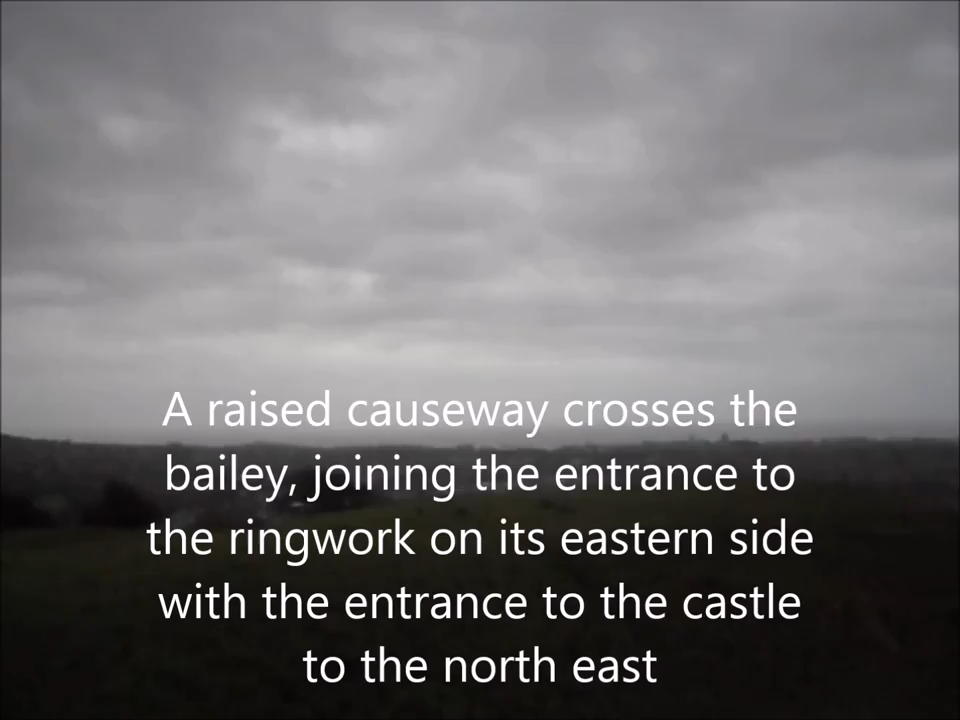 A raised causeway crosses the
bailey, joining the entrance to
the ringwork on its eastern side
with the entrance to the castle
to the north east